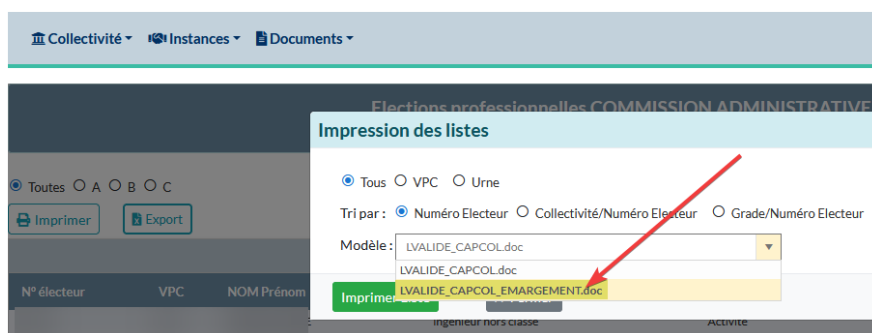 Collectivité Instances Documents
Elections professionnelles COMMISSION ADMINISTRATIVE
Impression des listes
Toutes A B C
Tous VPC Urne
Imprimer Export
Tri par : Numéro Electeur Collectivité/Numéro Electeur Grade/Numéro Electeur
Modèle : LVALIDE_CAPCOL.doc
LVALIDE_CAPCOL.doc
LVALIDE_CAPCOL_EMARGEMENT.doc
N° électeur VPC NOM Prénom
Imprimer
Ingénieur hors classe Activité